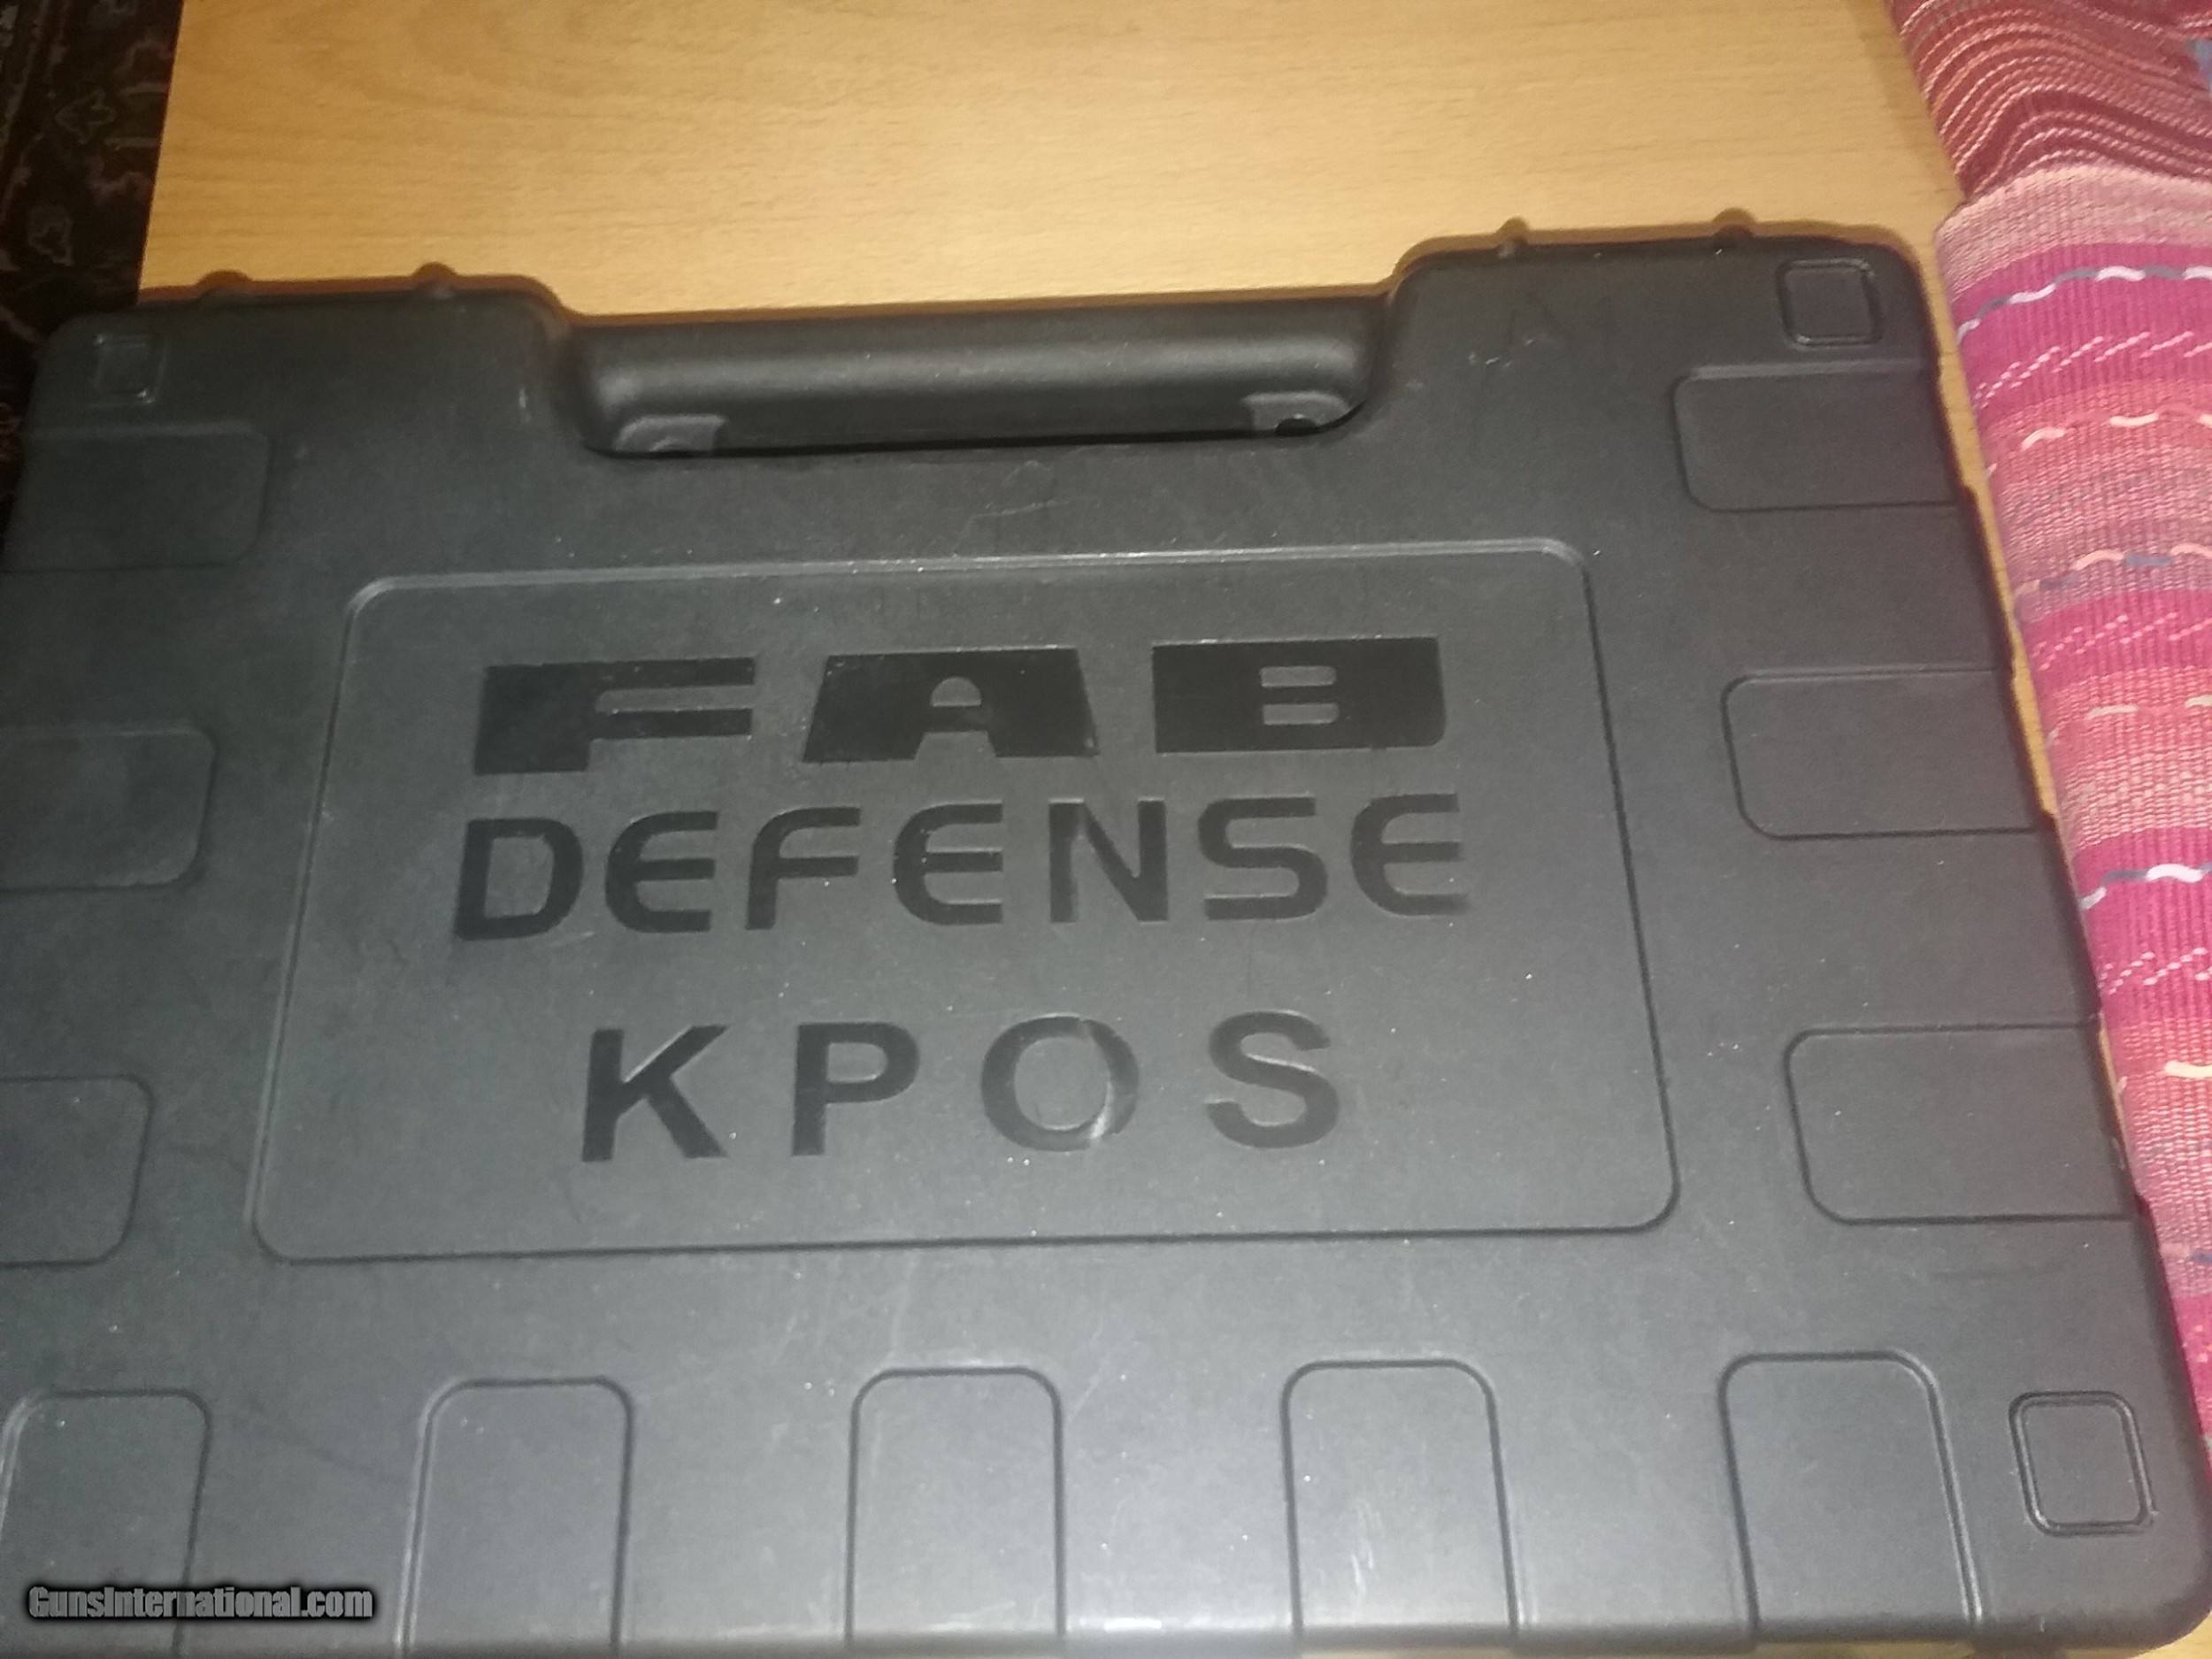 FAB
DEFENSE
KPOS
GunsInternational.com